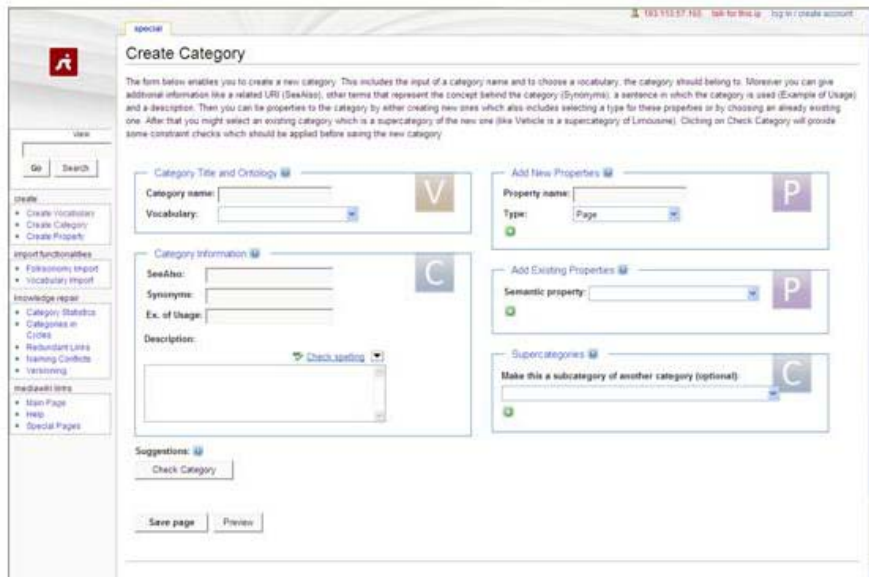 talk for this ip
log in / create account
special
Create Category
The form below enables you to create a new category. This includes the input of a category name and to choose a vocabulary, the category should belong to. Moreover you can give
additional information like a related URI (SeeAlso), other terms that represent the concept behind the category (Synonyms), a sentence in which the category is used (Example of Usage)
and a description. Then you can be properties to the category by either creating new ones which also includes selecting a type for these properties or by choosing an already existing
one. After that you might select an existing category which is a supercategory of the new one (like Vehicle is a supercategory of Limousine). Clicking on Check Category will provide
some constraint checks which should be applied before saving the new category.
view
Go Search
create
Create Vocabulary
Create Category
Create Property
import functionalities
Folksonomy Import
Vocabulary Import
knowledge repair
Category Statistics
Categories in
Cycles
Redundant Links
Naming Conflicts
Versioning
mediawiki links
Main Page
Help
Special Pages
Category Title and Ontology
V
Category name:
Vocabulary:
Category Information
C
SeeAlso:
Synonyms:
Ex. of Usage:
Description:
Check spelling
Add New Properties
P
Property name:
Type: Page
Add Existing Properties
P
Semantic property:
Supercategories
C
Make this a subcategory of another category (optional):
Suggestions:
Check Category
Save page Preview